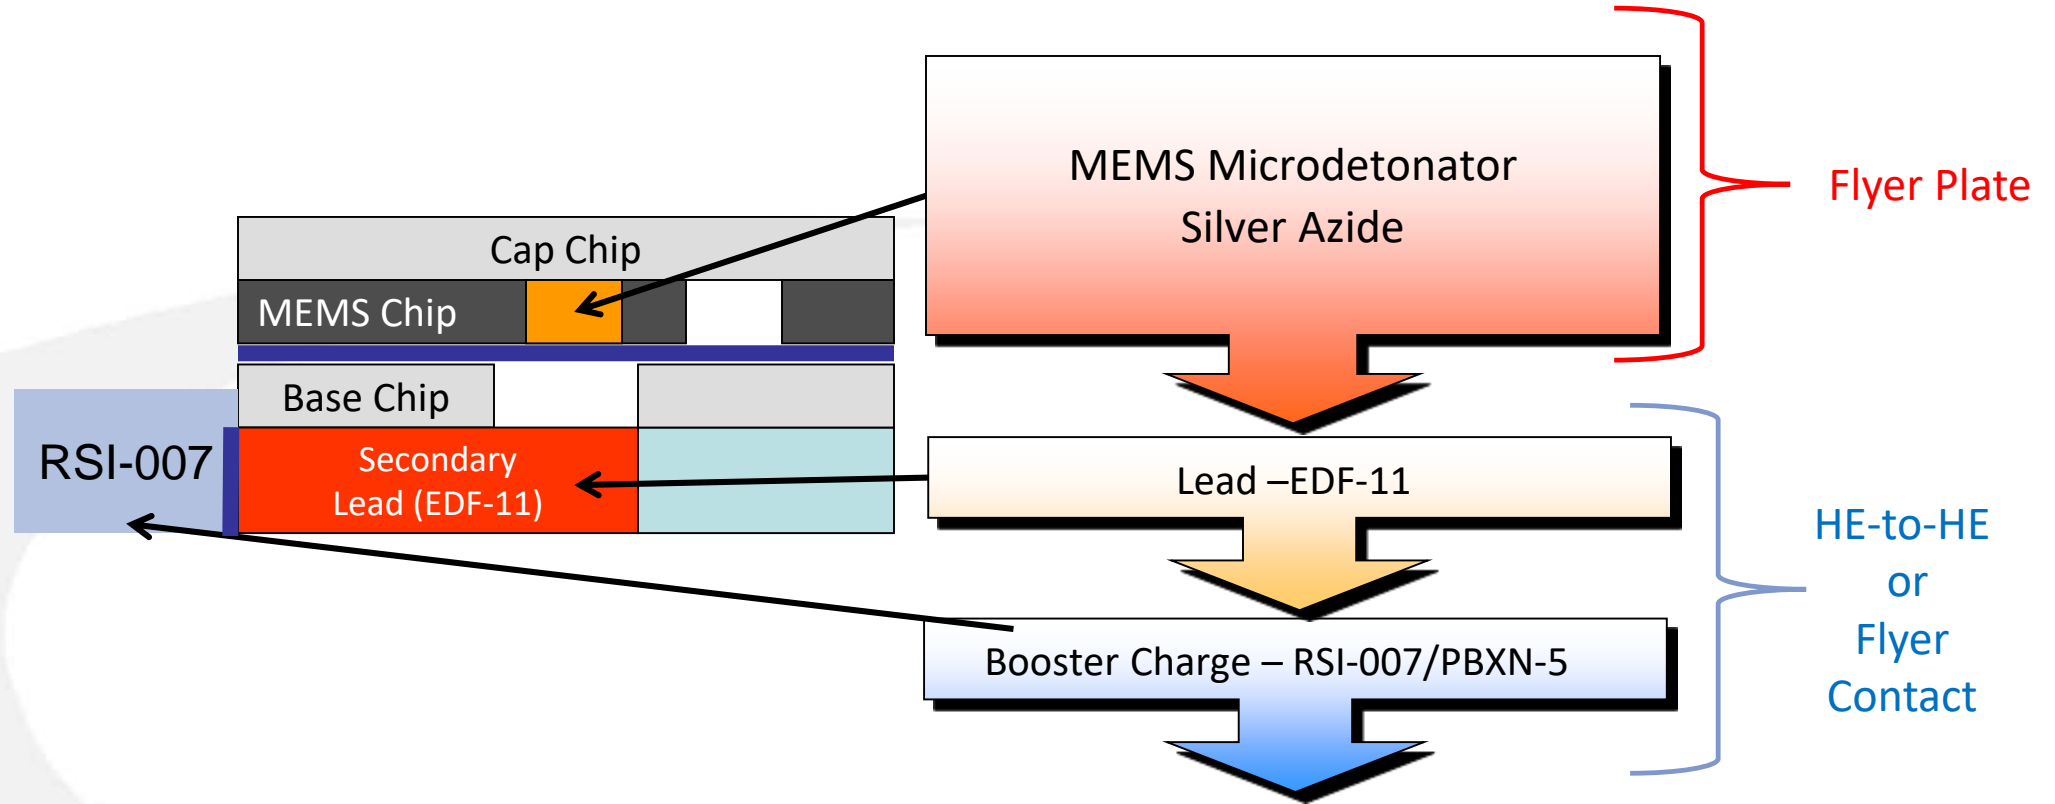 MEMS Microdetonator
Silver Azide
Flyer Plate
Cap Chip
MEMS Chip
Base Chip
RSI-007
Secondary
Lead (EDF-11)
Lead –EDF-11
HE-to-HE
or
Flyer
Contact
Booster Charge – RSI-007/PBXN-5